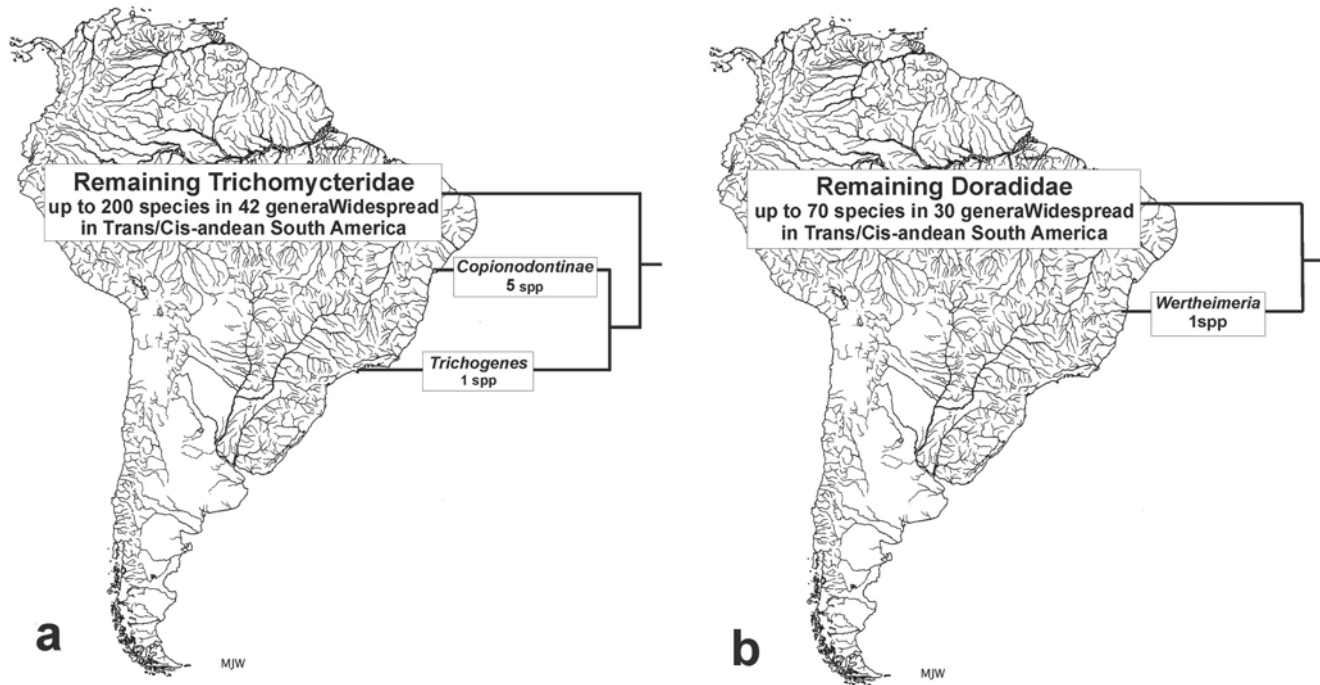 Remaining Trichomycteridae
up to 200 species in 42 generaWidespread
in Trans/Cis-andean South America
Copionodontinae
5 spp
Trichogenes
1 spp
a
MJW
Remaining Doradidae
up to 70 species in 30 generaWidespread
in Trans/Cis-andean South America
Wertheimeria
1spp
b
MJW